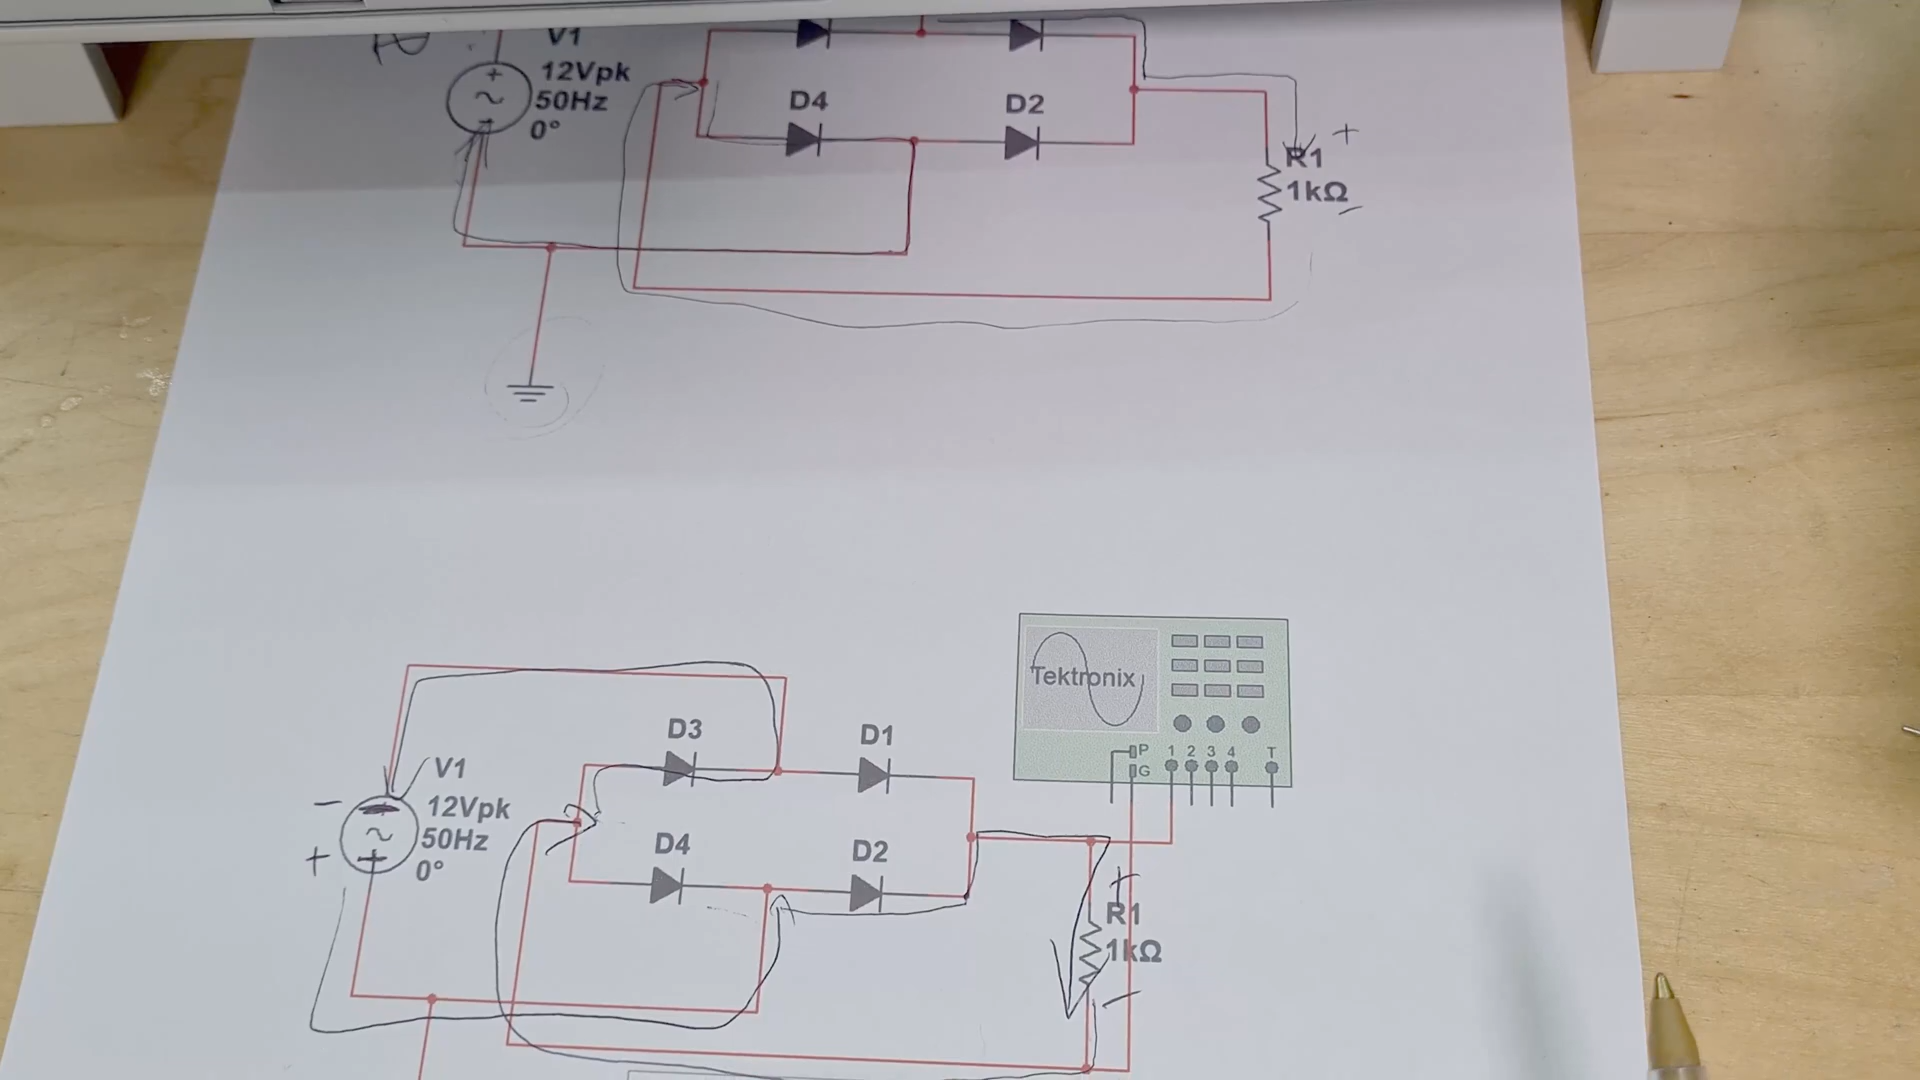 V1
12Vpk
50Hz
0°
D4
D2
+
R1
1kΩ
−
Tektronix
P 1 2 3 4 T
G
D3
D1
V1
12Vpk
50Hz
0°
−
+
D4
D2
+
R1
1kΩ
−